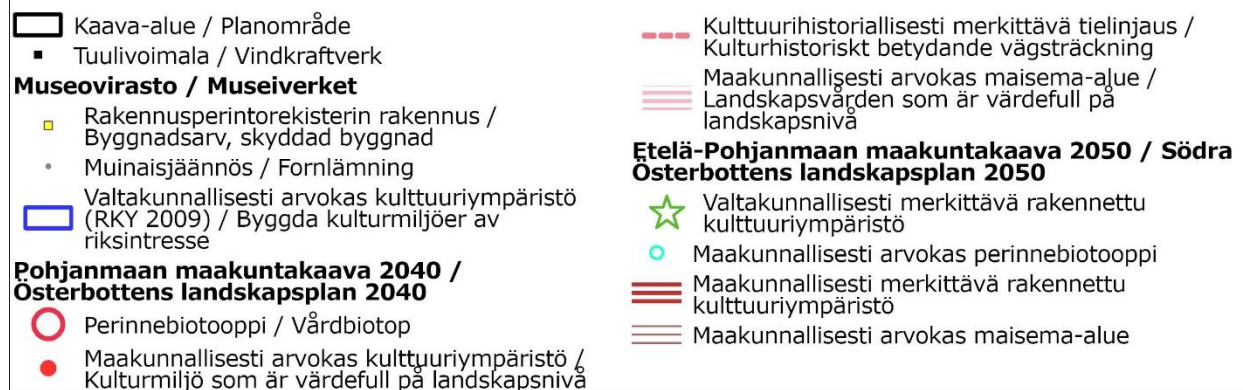 Kaava-alue / Planområde
Tuulivoimala / Vindkraftverk
Museovirasto / Museiverket
Rakennusperintorekisterin rakennus /
Byggnadsarv, skyddad byggnad
Muinaisjäännös / Fornlämning
Valtakunnallisesti arvokas kulttuuriympäristö
(RKY 2009) / Byggda kulturmiljöer av
riksintresse
Pohjanmaan maakuntakaava 2040 /
Österbottens landskapsplan 2040
Perinnebiotooppi / Vårdbiotop
Maakunnallisesti arvokas kulttuuriympäristö /
Kulturmiljö som är värdefull på landskapsnivå
Kulttuurihistoriallisesti merkittävä tielinjaus /
Kulturhistoriskt betydande vägsträckning
Maakunnallisesti arvokas maisema-alue /
Landskapsvården som är värdefull på
landskapsnivå
Etelä-Pohjanmaan maakuntakaava 2050 / Södra
Österbottens landskapsplan 2050
Valtakunnallisesti merkittävä rakennettu
kulttuuriympäristö
Maakunnallisesti arvokas perinnebiotooppi
Maakunnallisesti merkittävä rakennettu
kulttuuriympäristö
Maakunnallisesti arvokas maisema-alue